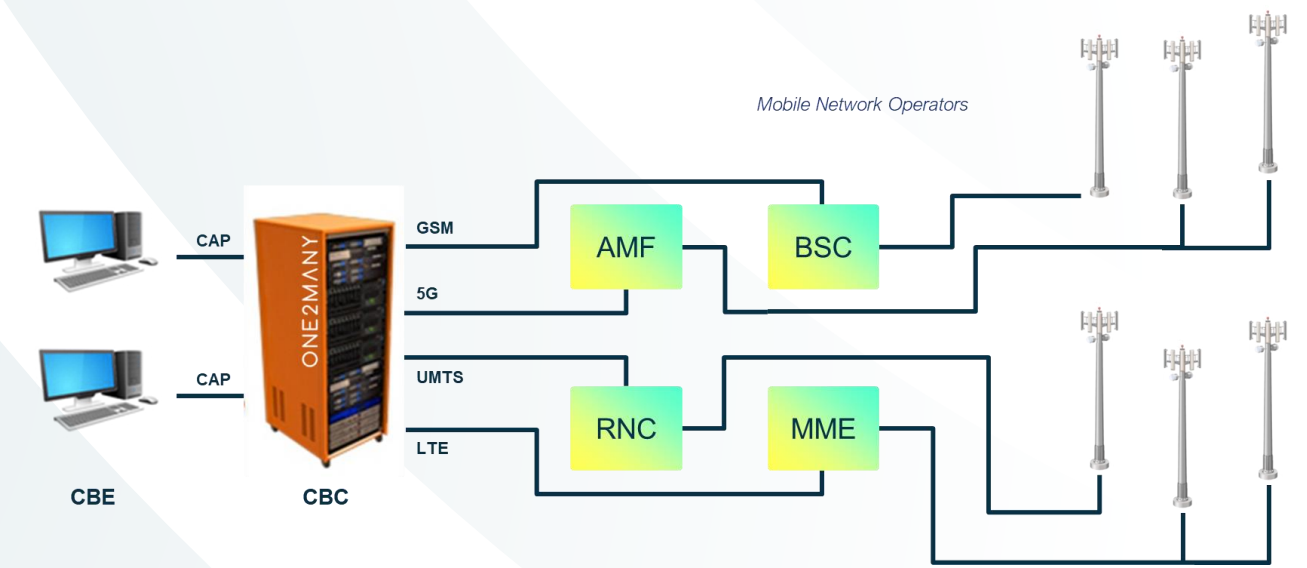 Mobile Network Operators
CAP
GSM
AMF
BSC
ONE2MANY
5G
CAP
UMTS
RNC
MME
LTE
CBE
CBC